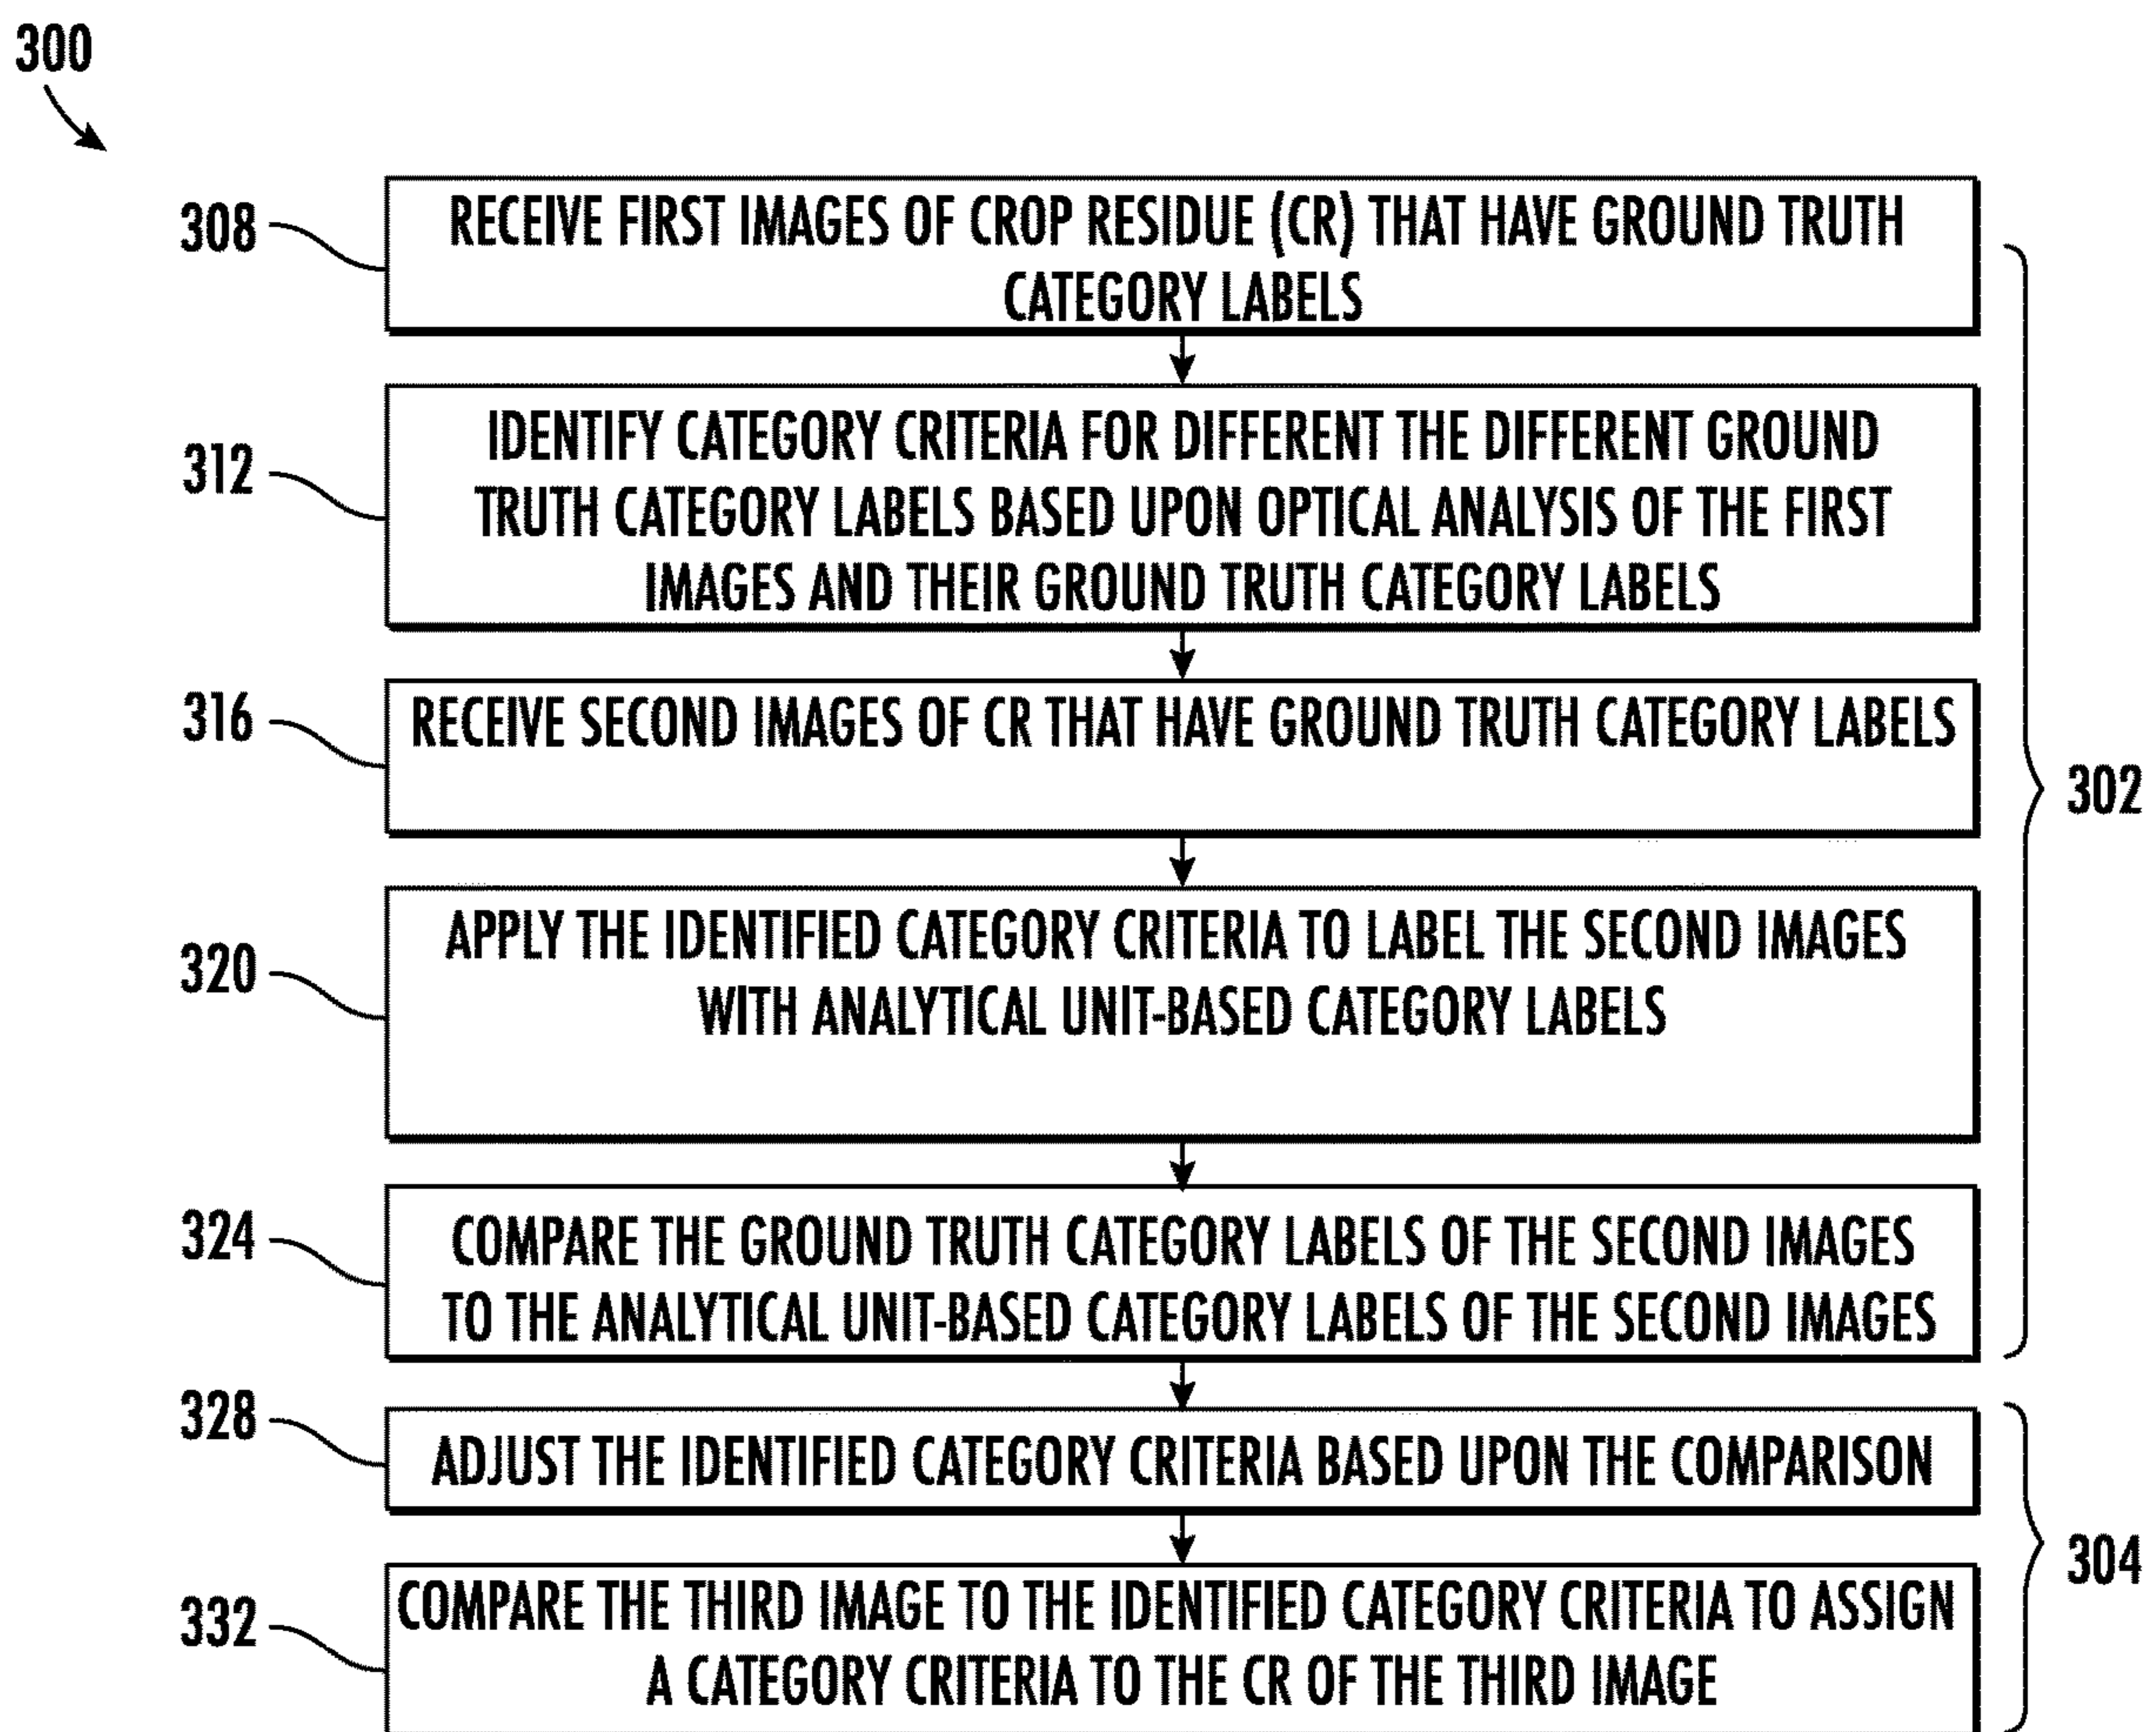 300
308
RECEIVE FIRST IMAGES OF CROP RESIDUE (CR) THAT HAVE GROUND TRUTH
CATEGORY LABELS
312
IDENTIFY CATEGORY CRITERIA FOR DIFFERENT THE DIFFERENT GROUND
TRUTH CATEGORY LABELS BASED UPON OPTICAL ANALYSIS OF THE FIRST
IMAGES AND THEIR GROUND TRUTH CATEGORY LABELS
316
RECEIVE SECOND IMAGES OF CR THAT HAVE GROUND TRUTH CATEGORY LABELS
302
320
APPLY THE IDENTIFIED CATEGORY CRITERIA TO LABEL THE SECOND IMAGES
WITH ANALYTICAL UNIT-BASED CATEGORY LABELS
324
COMPARE THE GROUND TRUTH CATEGORY LABELS OF THE SECOND IMAGES
TO THE ANALYTICAL UNIT-BASED CATEGORY LABELS OF THE SECOND IMAGES
328
ADJUST THE IDENTIFIED CATEGORY CRITERIA BASED UPON THE COMPARISON
304
332
COMPARE THE THIRD IMAGE TO THE IDENTIFIED CATEGORY CRITERIA TO ASSIGN
A CATEGORY CRITERIA TO THE CR OF THE THIRD IMAGE